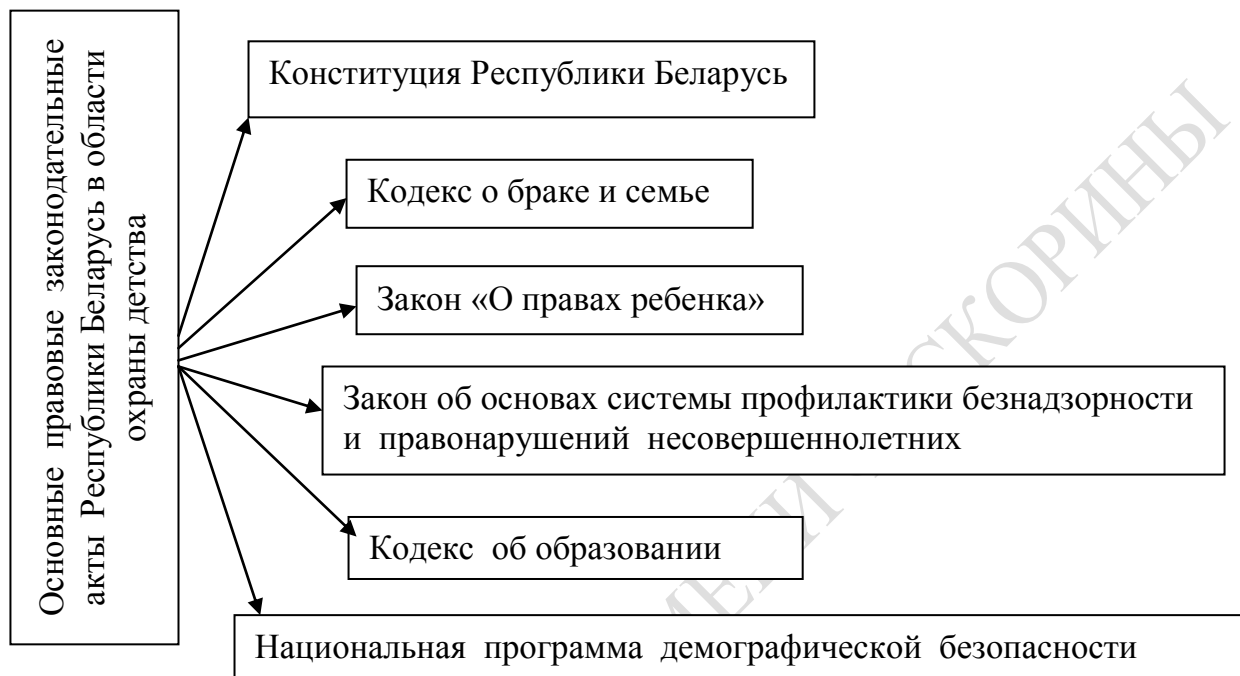 Основные правовые законодательные
акты Республики Беларусь в области
охраны детства
Конституция Республики Беларусь
Кодекс о браке и семье
Закон «О правах ребенка»
Закон об основах системы профилактики безнадзорности
и правонарушений несовершеннолетних
Кодекс об образовании
Национальная программа демографической безопасности
СКОРИНЫ